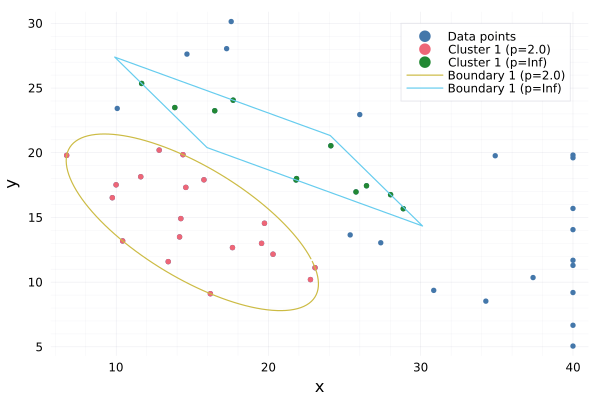 30
25
20
15
10
5
y
10
20
30
40
x
Data points
Cluster 1 (p=2.0)
Cluster 1 (p=Inf)
Boundary 1 (p=2.0)
Boundary 1 (p=Inf)